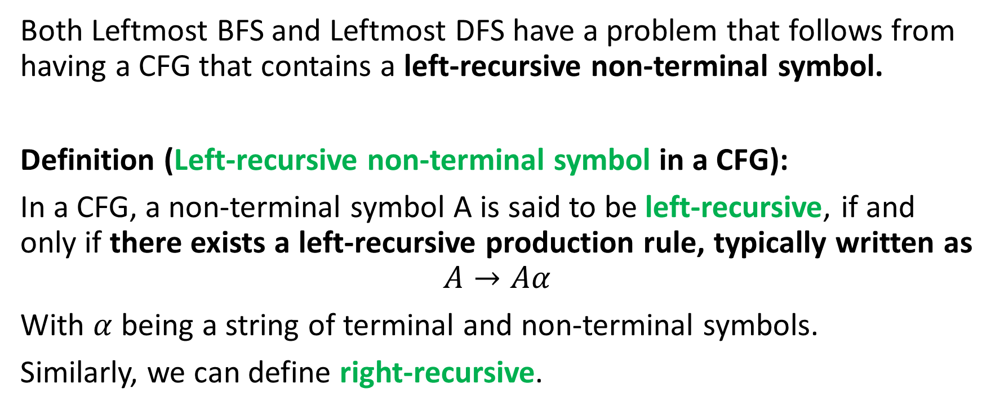 Both Leftmost BFS and Leftmost DFS have a problem that follows from
having a CFG that contains a left-recursive non-terminal symbol.
Definition (Left-recursive non-terminal symbol in a CFG):
In a CFG, a non-terminal symbol A is said to be left-recursive, if and
only if there exists a left-recursive production rule, typically written as
𝐴 → 𝐴𝛼
With 𝛼 being a string of terminal and non-terminal symbols.
Similarly, we can define right-recursive.